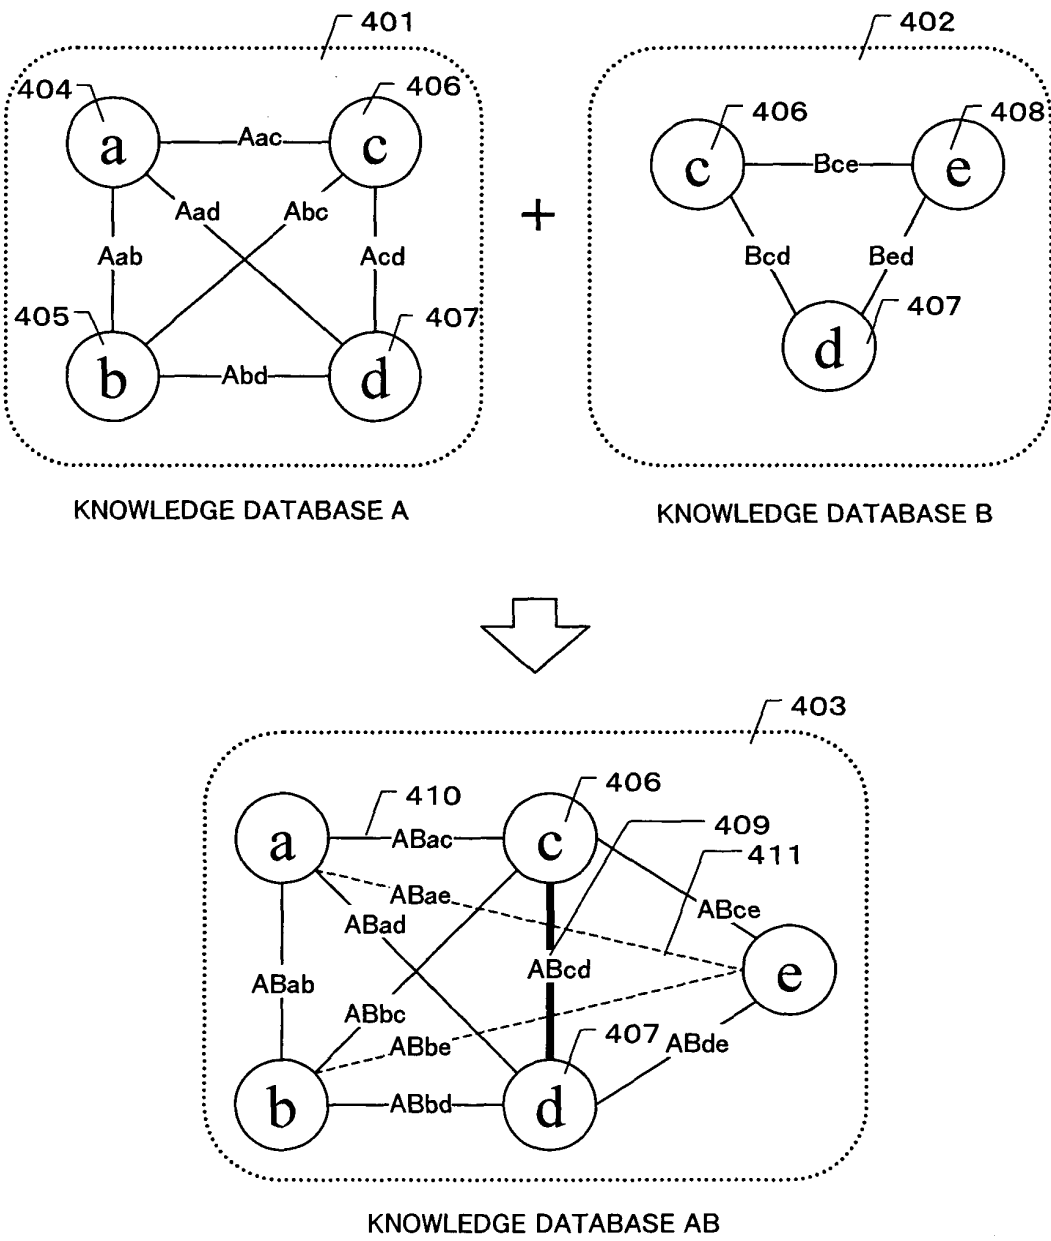 401
402
404
406
a
Aac
c
406
408
c
Bce
e
Aad
Abc
+
Aab
Acd
Bcd
Bed
405
407
407
b
Abd
d
d
KNOWLEDGE DATABASE A
KNOWLEDGE DATABASE B
403
410
406
409
411
a
ABac
c
ABae
ABce
ABad
ABcd
e
ABab
ABbc
407
ABde
ABbe
b
ABbd
d
KNOWLEDGE DATABASE AB